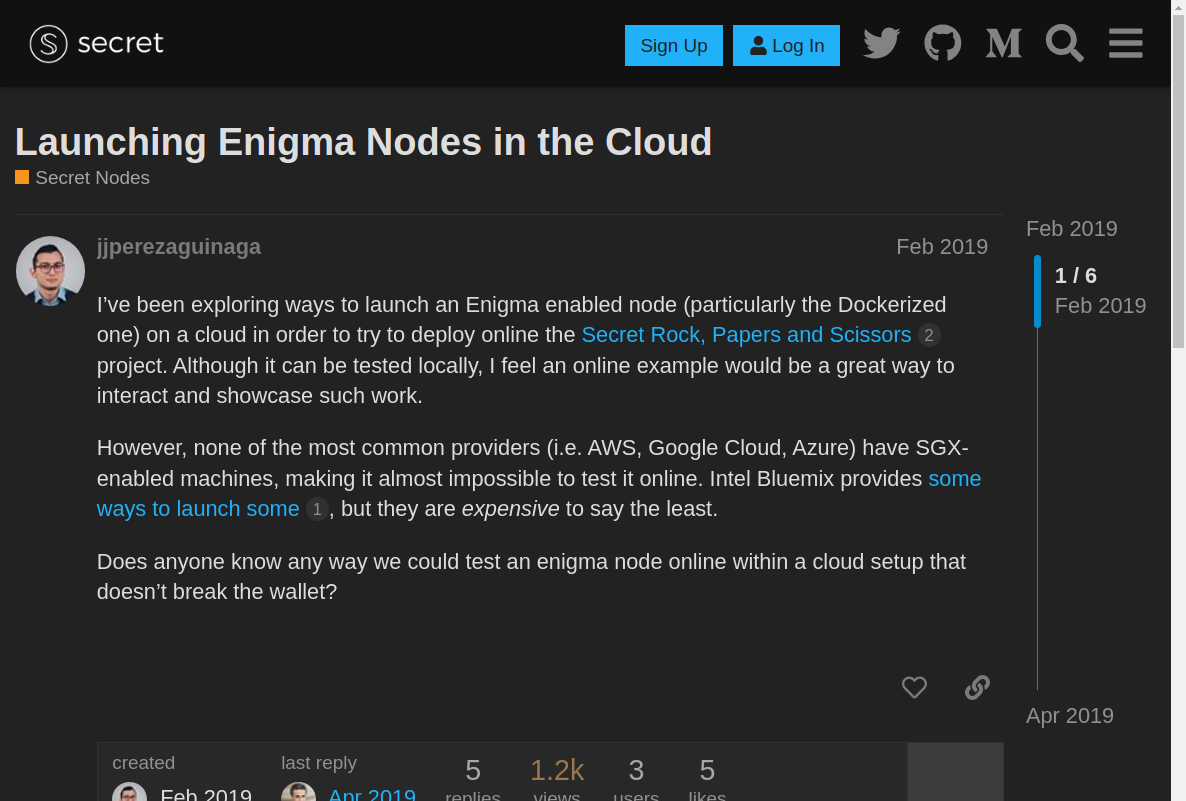 secret
Sign Up
Log In
Launching Enigma Nodes in the Cloud
Secret Nodes
jjperezaguinaga
Feb 2019
I’ve been exploring ways to launch an Enigma enabled node (particularly the Dockerized
one) on a cloud in order to try to deploy online the Secret Rock, Papers and Scissors 2
project. Although it can be tested locally, I feel an online example would be a great way to
interact and showcase such work.
However, none of the most common providers (i.e. AWS, Google Cloud, Azure) have SGX-
enabled machines, making it almost impossible to test it online. Intel Bluemix provides some
ways to launch some 1, but they are expensive to say the least.
Does anyone know any way we could test an enigma node online within a cloud setup that
doesn’t break the wallet?
Feb 2019
1 / 6
Feb 2019
Apr 2019
created
Feb 2019
last reply
Apr 2019
5
replies
1.2k
views
3
users
5
likes